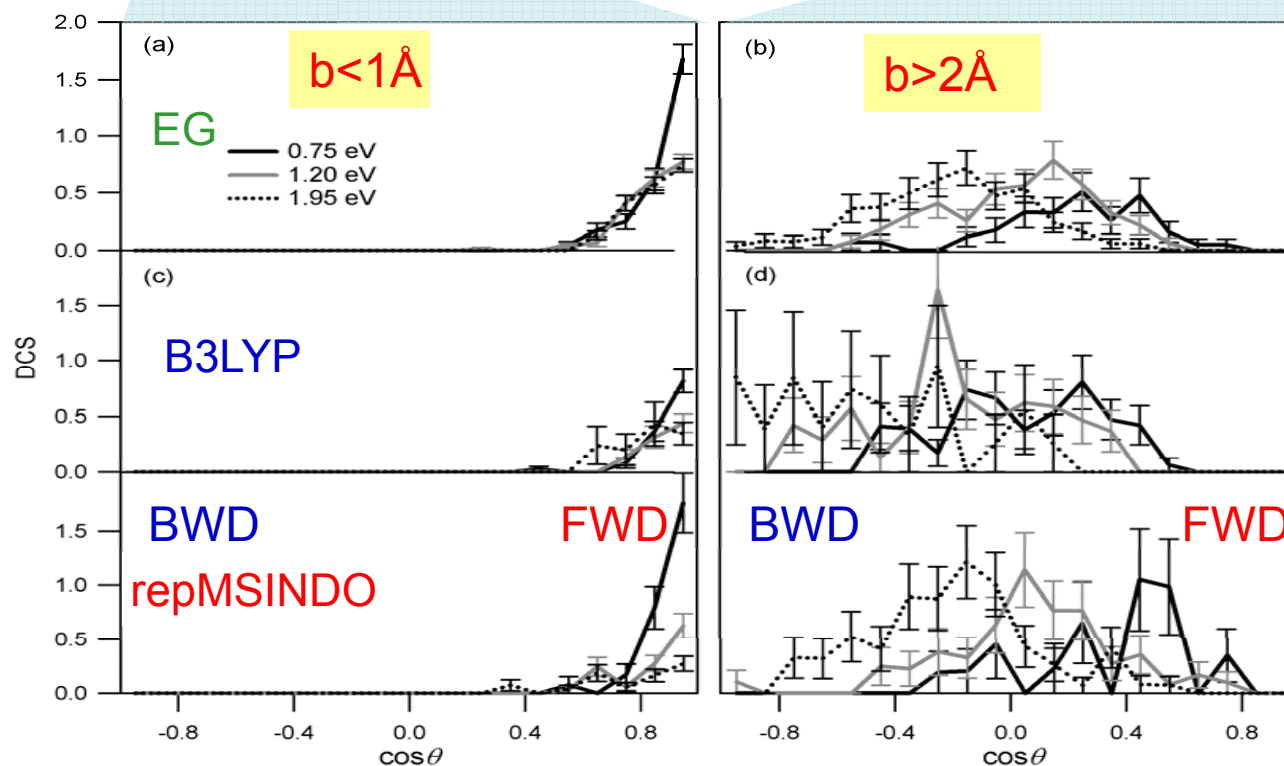 2.0
(a)
b<1Å
EG
0.75 eV
1.20 eV
1.95 eV
1.5
1.0
0.5
0.0
(b)
b>2Å
DCS
(c)
B3LYP
1.5
1.0
0.5
0.0
(d)
BWD
FWD
repMSINDO
1.5
1.0
0.5
0.0
BWD
FWD
-0.8 -0.4 0.0 0.4 0.8
cosθ
-0.8 -0.4 0.0 0.4 0.8
cosθ